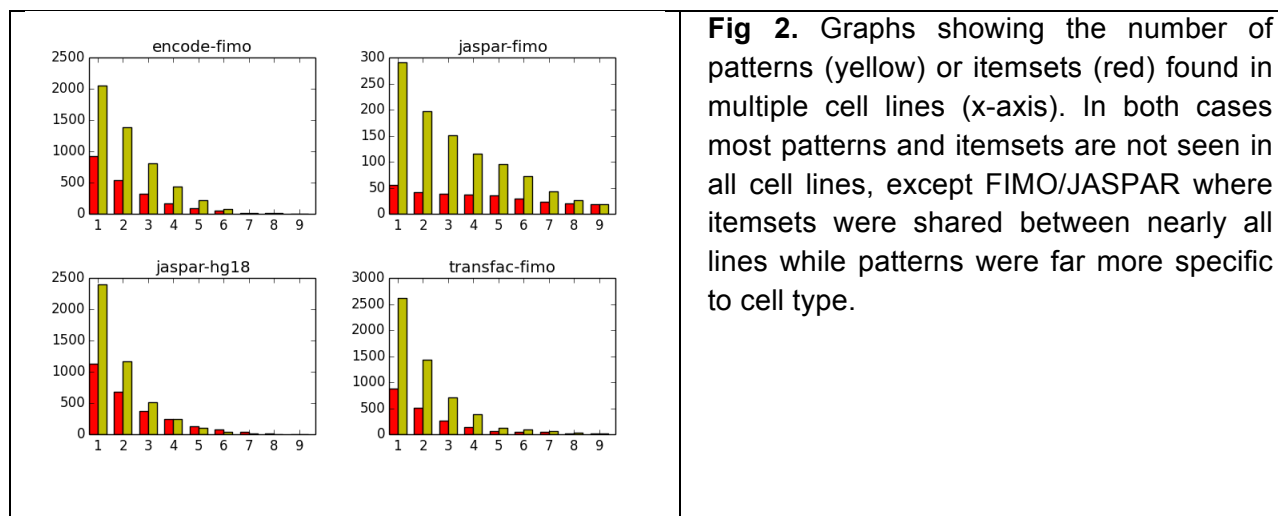 encode-fimo
2500
2000
1500
1000
500
0
1 2 3 4 5 6 7 8 9
jaspar-fimo
300
250
200
150
100
50
0
1 2 3 4 5 6 7 8 9
jaspar-hg18
2500
2000
1500
1000
500
0
1 2 3 4 5 6 7 8 9
transfac-fimo
3000
2500
2000
1500
1000
500
0
1 2 3 4 5 6 7 8 9
Fig 2. Graphs showing the number of
patterns (yellow) or itemsets (red) found in
multiple cell lines (x-axis). In both cases
most patterns and itemsets are not seen in
all cell lines, except FIMO/JASPAR where
itemsets were shared between nearly all
lines while patterns were far more specific
to cell type.